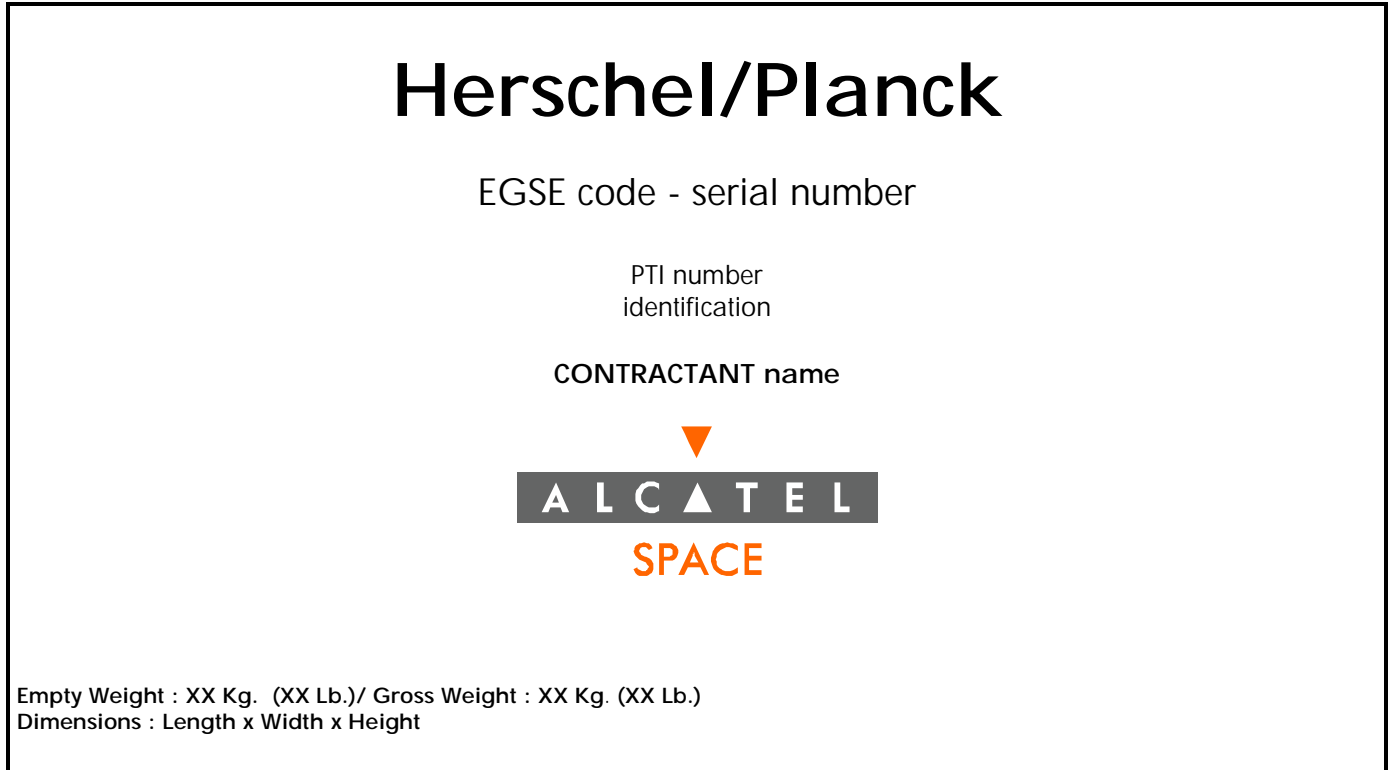 Herschel/Planck
EGSE code - serial number
PTI number
identification
CONTRACTANT name
ALCATEL
SPACE
Empty Weight : XX Kg.  (XX Lb.)/ Gross Weight : XX Kg. (XX Lb.)
Dimensions : Length x Width x Height